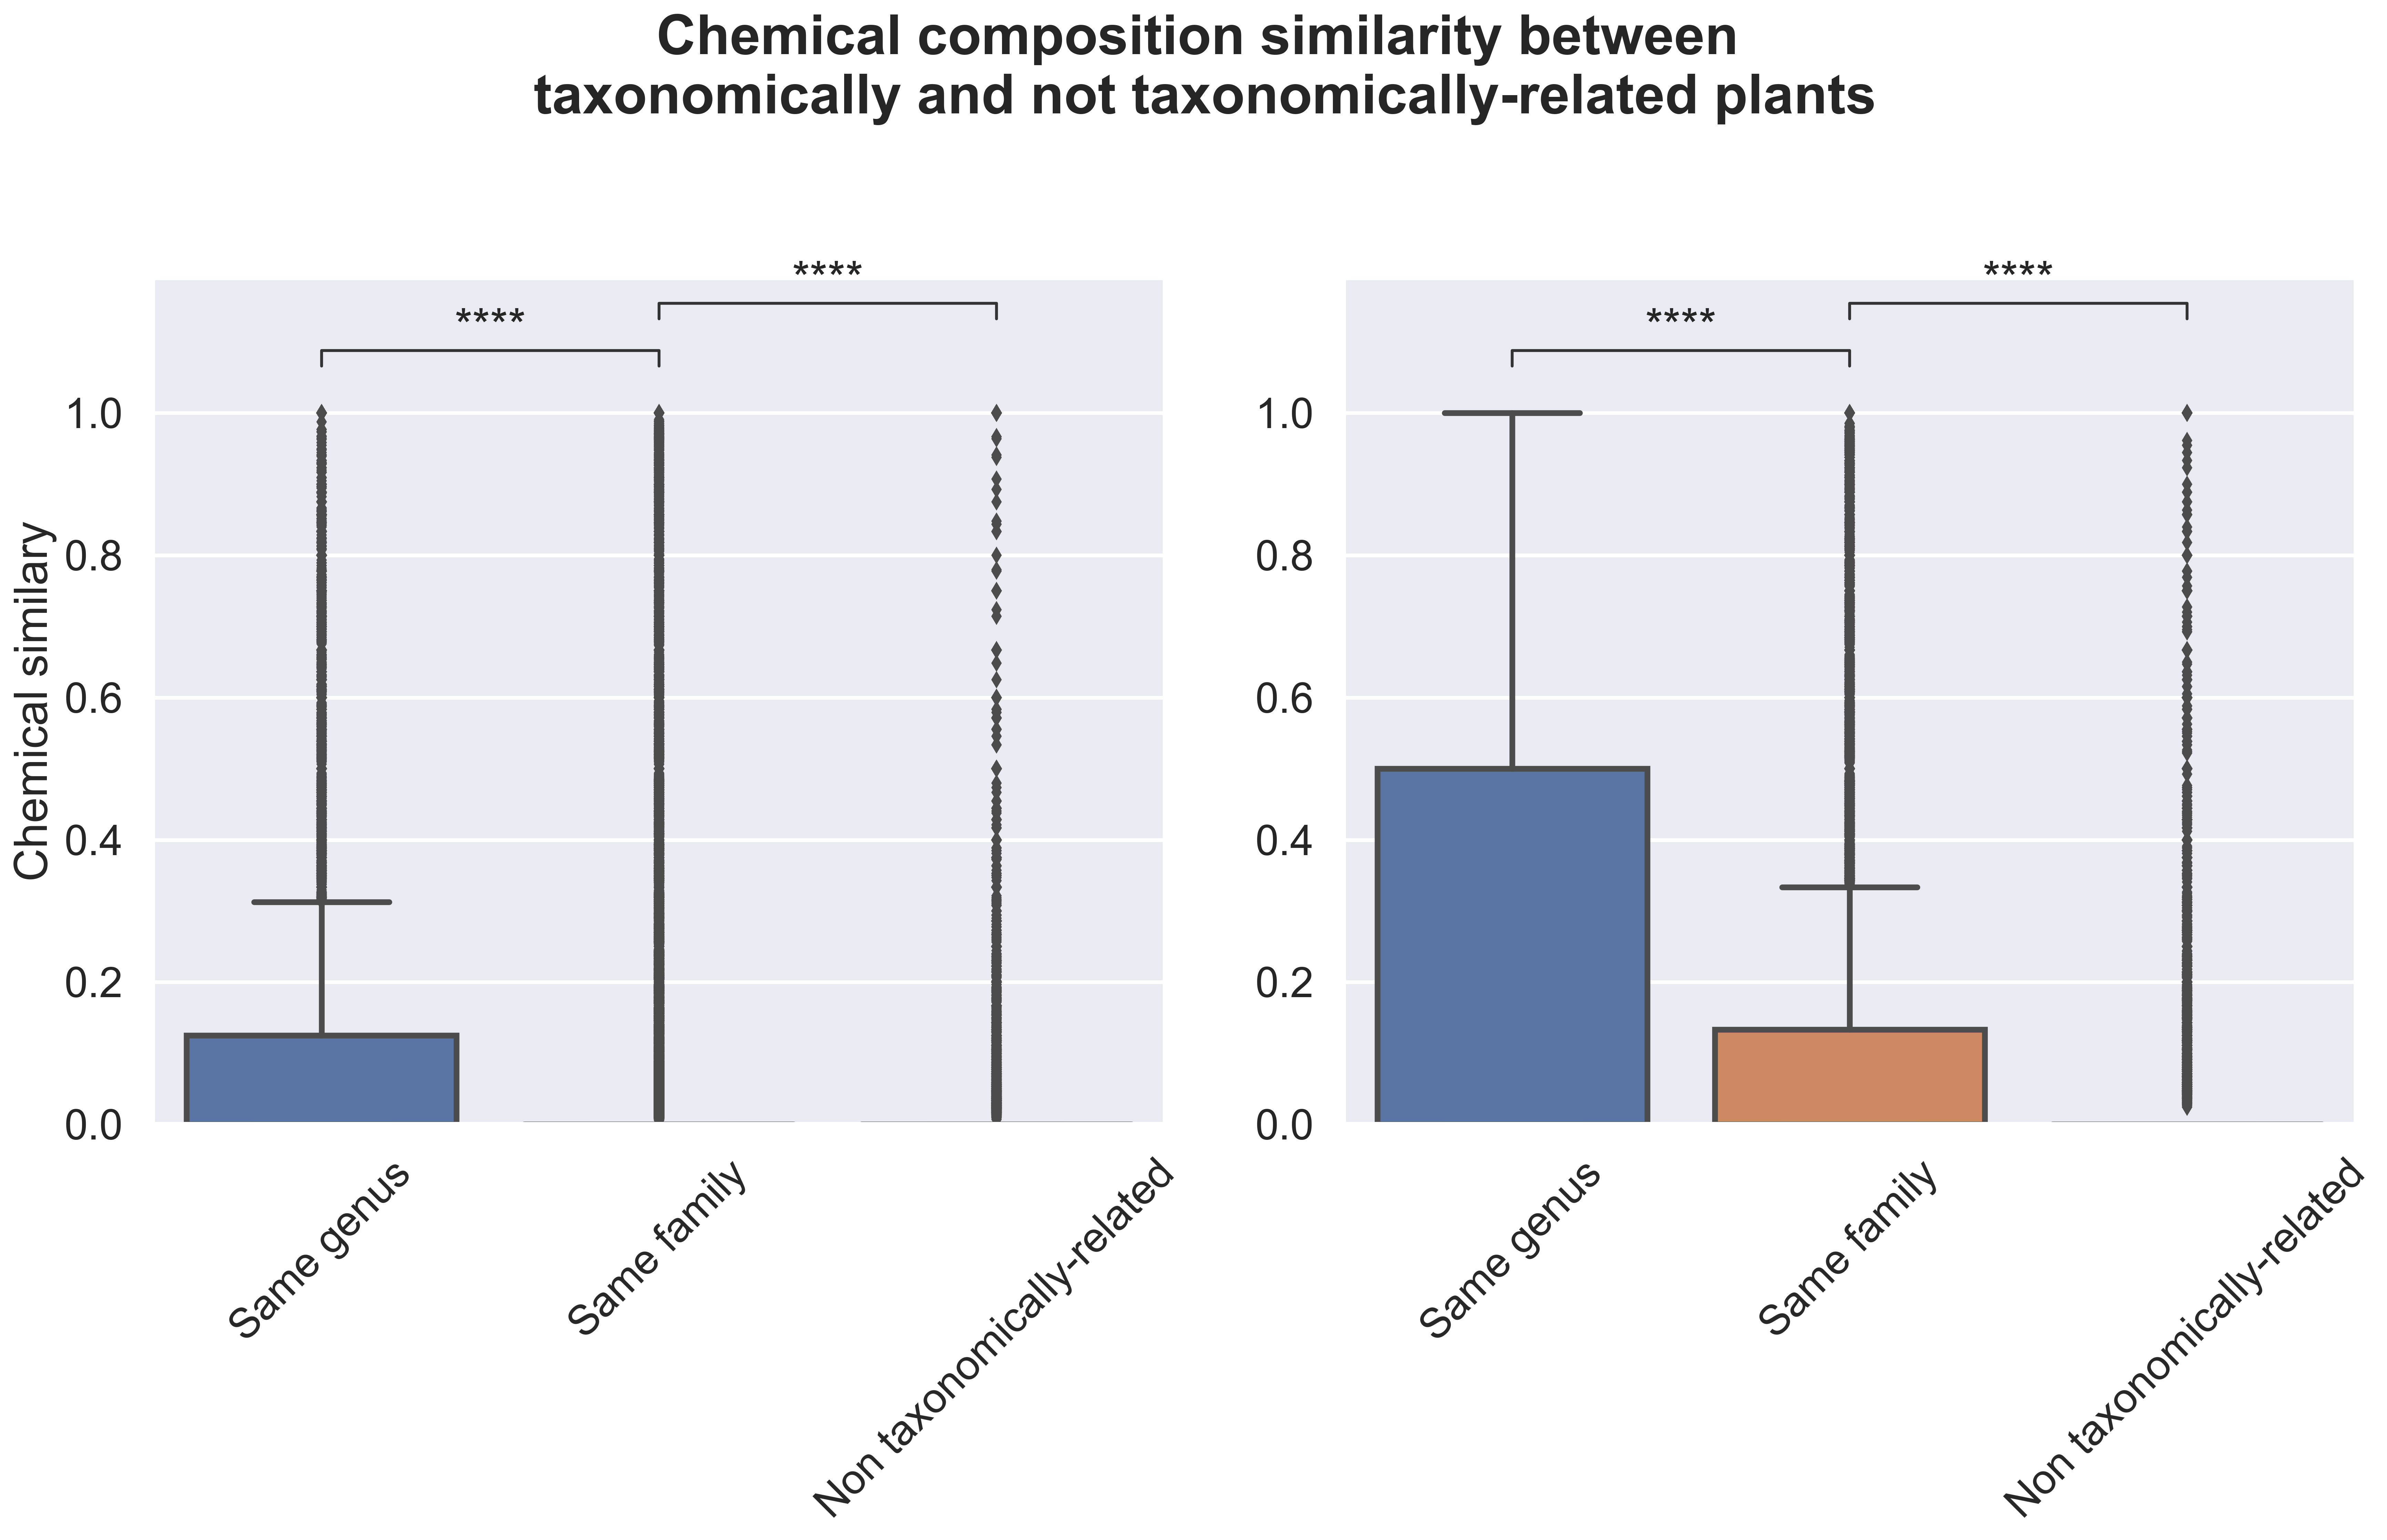 Chemical composition similarity between
taxonomically and not taxonomically-related plants
Chemical similary
****
****
1.0
0.8
0.6
0.4
0.2
0.0
Same genus
Same family
Non taxonomically-related
****
****
1.0
0.8
0.6
0.4
0.2
0.0
Same genus
Same family
Non taxonomically-related